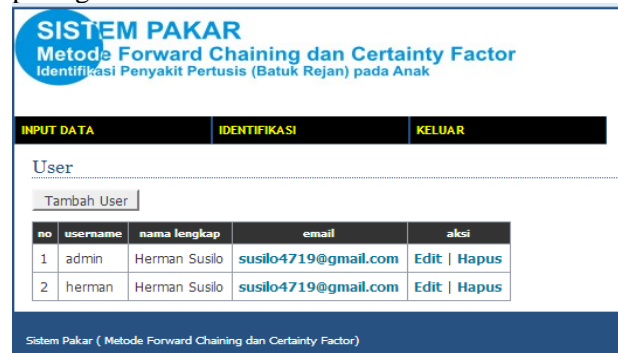 SISTEM PAKAR
Metode Forward Chaining dan Certainty Factor
Identifikasi Penyakit Pertusis (Batuk Rejan) pada Anak
INPUT DATA IDENTIFIKASI KELUAR
User
Tambah User
no username nama lengkap email aksi
1 admin Herman Susilo susilo4719@gmail.com Edit | Hapus
2 herman Herman Susilo susilo4719@gmail.com Edit | Hapus
Sistem Pakar ( Metode Forward Chaining dan Certainty Factor)